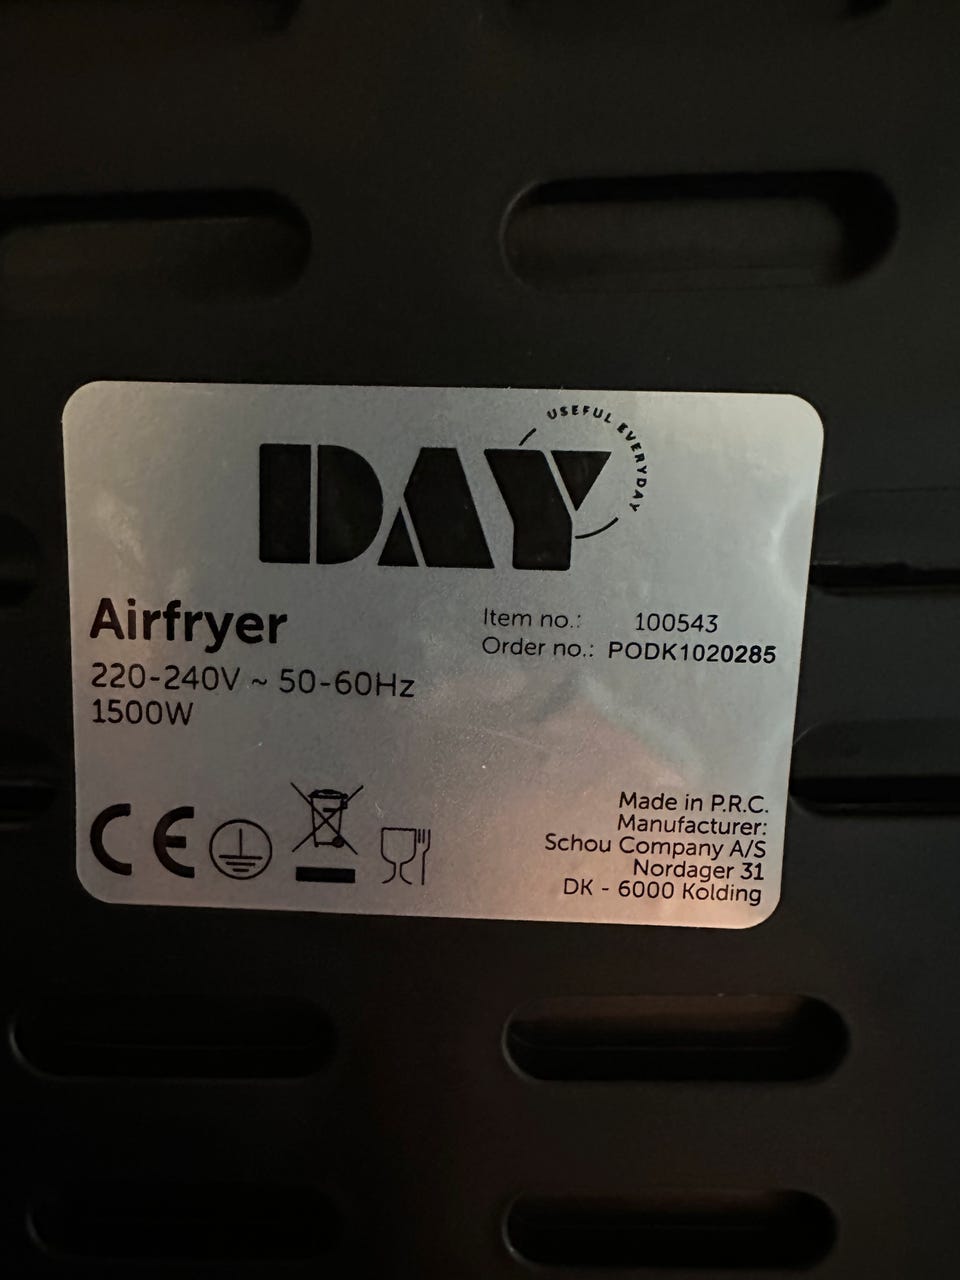 DAY
USEFUL EVERYDAY
Airfryer
220-240V ~ 50-60Hz
1500W
Item no.: 100543
Order no.: PODK1020285
CE
Made in P.R.C.
Manufacturer:
Schou Company A/S
Nordager 31
DK - 6000 Kolding